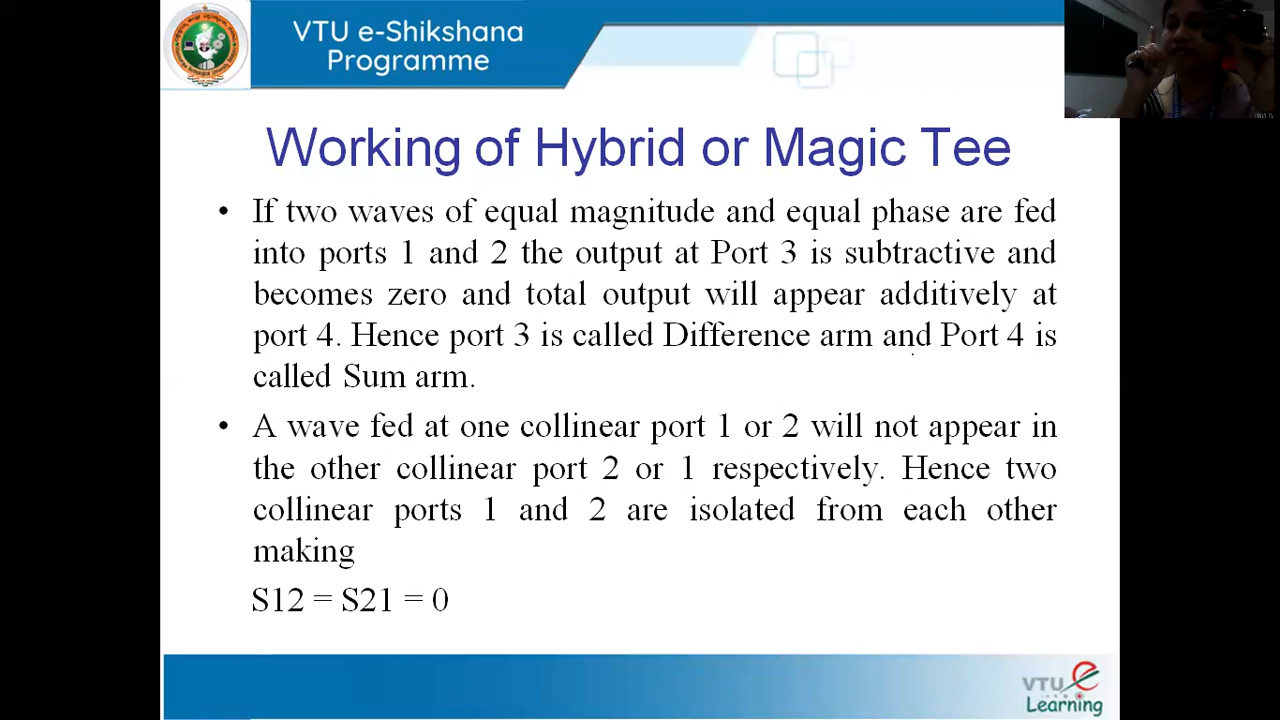 VTU e-Shikshana
Programme
Working of Hybrid or Magic Tee
• If two waves of equal magnitude and equal phase are fed
into ports 1 and 2 the output at Port 3 is subtractive and
becomes zero and total output will appear additively at
port 4. Hence port 3 is called Difference arm and Port 4 is
called Sum arm.
• A wave fed at one collinear port 1 or 2 will not appear in
the other collinear port 2 or 1 respectively. Hence two
collinear ports 1 and 2 are isolated from each other
making
S12 = S21 = 0
VTU e
Learning